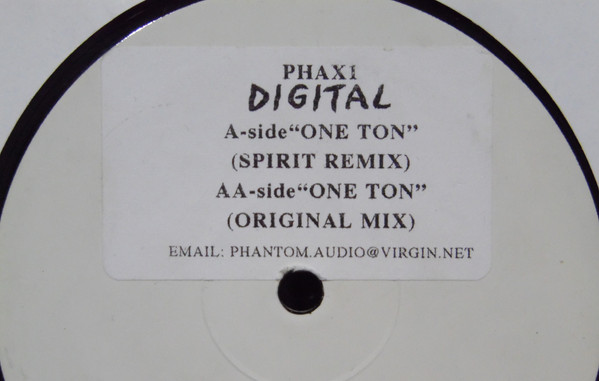 PHAX1
DIGITAL
A-side“ONE TON”
(SPIRIT REMIX)
AA-side“ONE TON”
(ORIGINAL MIX)
EMAIL: PHANTOM.AUDIO@VIRGIN.NET